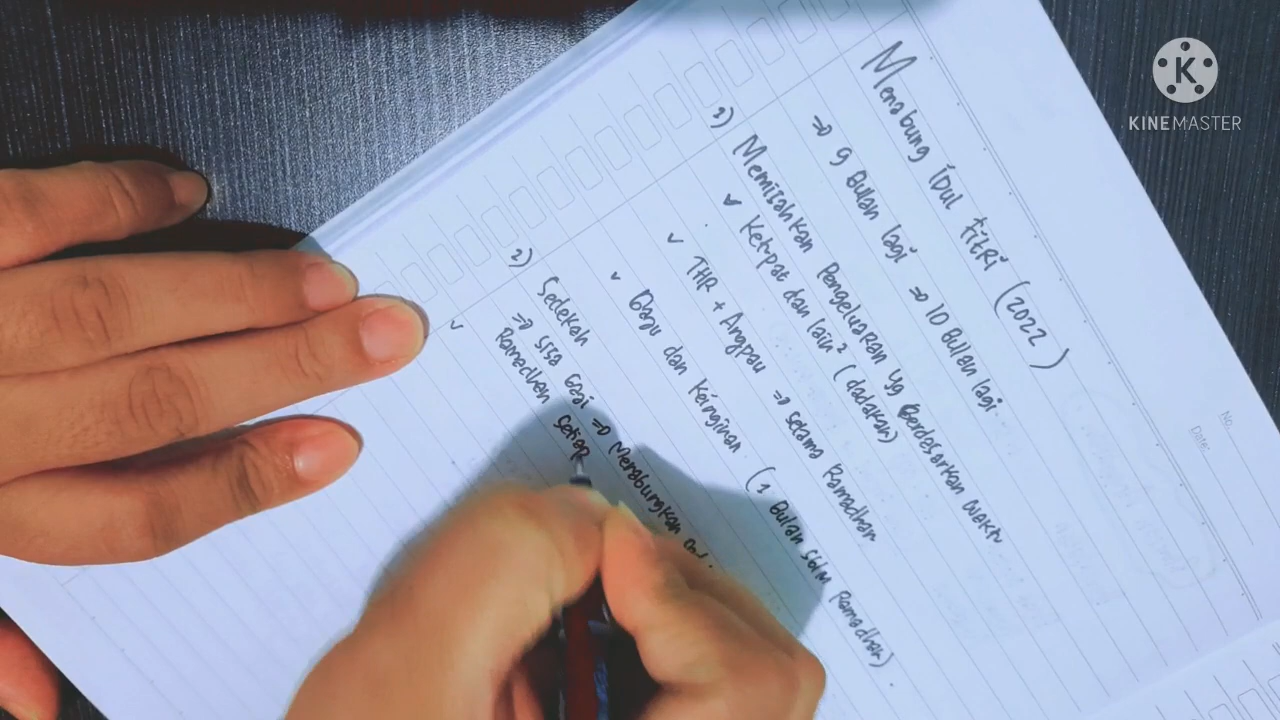 Menabung idul fitri (2022)
=> 9 Bulan lagi => 10 Bulan lagi.
1) Memisahkan Pengeluaran yg Berdasarkan waktu
✓ Ketupat dan lain² (dadakan)
✓ THR + Angpau => selama Ramadhan
✓ Baju dan keinginan. (1 Bulan sblm Ramadhan)
2) Sedekah
=> sisa Gaji => Menabungkan
✓ Ramadhan setiap
No.
Date:
K
KINEMASTER